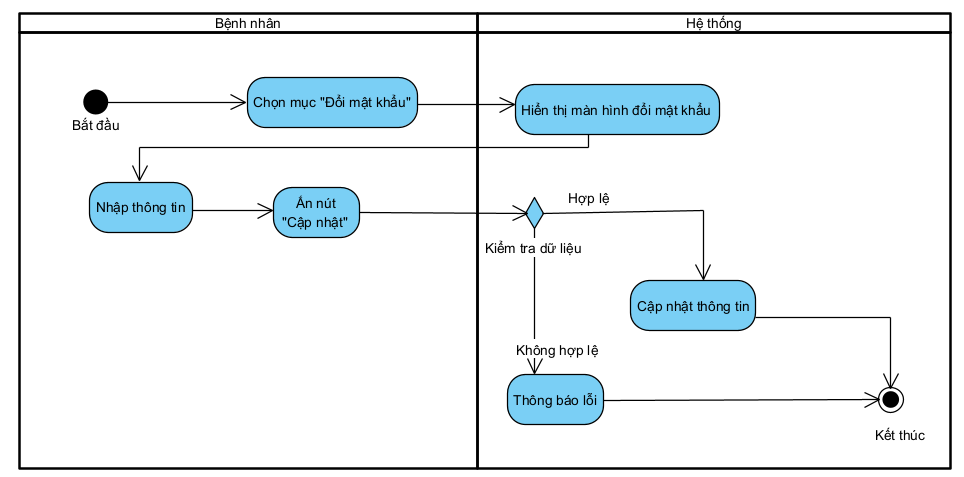 Bệnh nhân
Hệ thống
Bắt đầu
Chọn mục "Đổi mật khẩu"
Hiển thị màn hình đổi mật khẩu
Nhập thông tin
Ấn nút
"Cập nhật"
Hợp lệ
Kiểm tra dữ liệu
Cập nhật thông tin
Không hợp lệ
Thông báo lỗi
Kết thúc